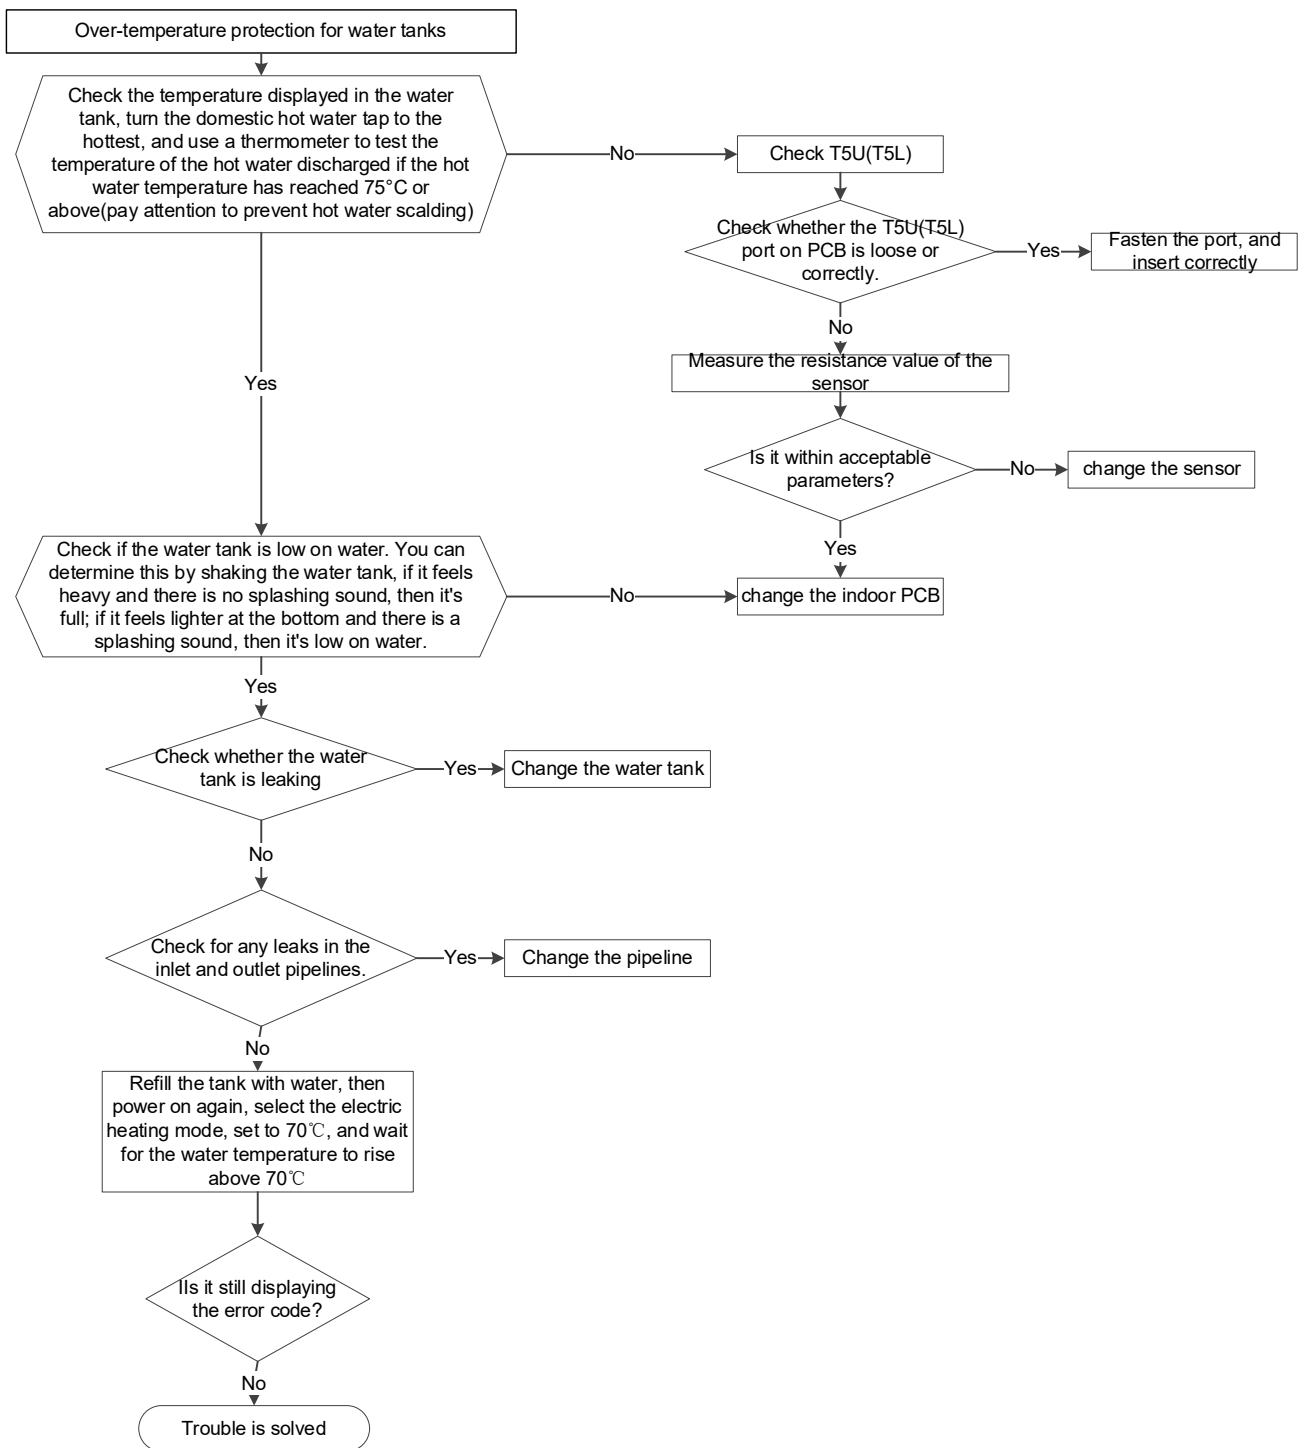 Over-temperature protection for water tanks
Check the temperature displayed in the water
tank, turn the domestic hot water tap to the
hottest, and use a thermometer to test the
temperature of the hot water discharged if the hot
water temperature has reached 75°C or
above(pay attention to prevent hot water scalding)
No
Check T5U(T5L)
Check whether the T5U(T5L)
port on PCB is loose or
correctly.
Yes
Fasten the port, and
insert correctly
No
Measure the resistance value of the
sensor
Yes
Is it within acceptable
parameters?
No
change the sensor
Yes
Check if the water tank is low on water. You can
determine this by shaking the water tank, if it feels
heavy and there is no splashing sound, then it's
full; if it feels lighter at the bottom and there is a
splashing sound, then it's low on water.
No
change the indoor PCB
Yes
Check whether the water
tank is leaking
Yes
Change the water tank
No
Check for any leaks in the
inlet and outlet pipelines.
Yes
Change the pipeline
No
Refill the tank with water, then
power on again, select the electric
heating mode, set to 70℃, and wait
for the water temperature to rise
above 70℃
IIs it still displaying
the error code?
No
Trouble is solved